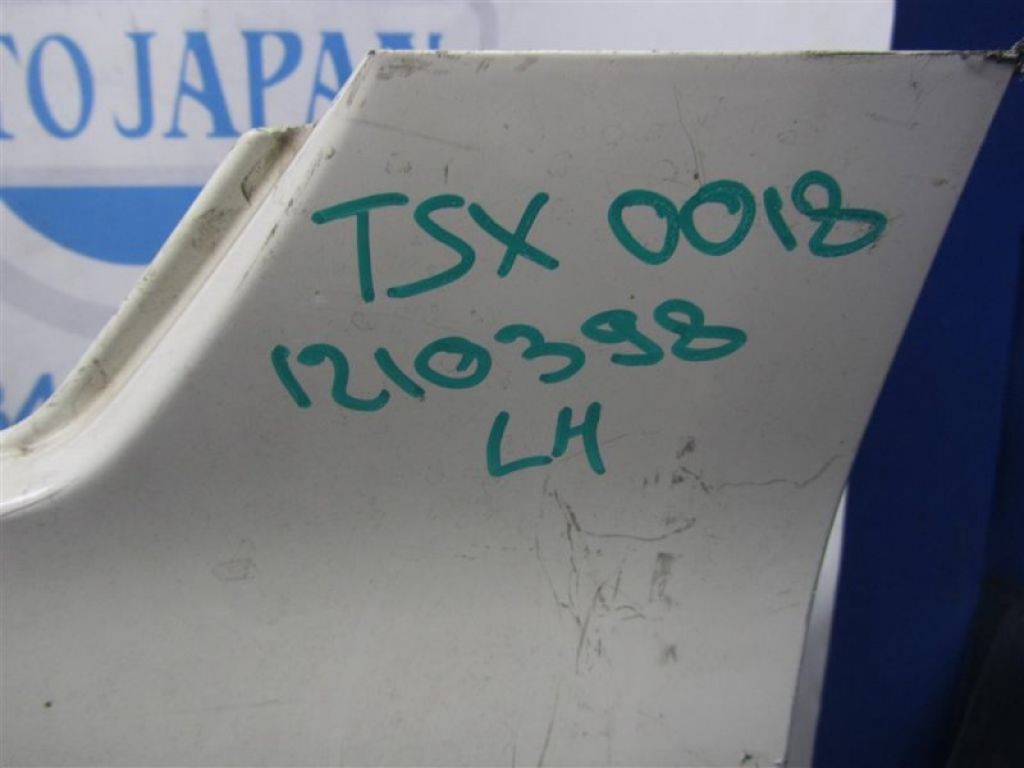 TO JAPAN
TSX 0018
1210398
LH